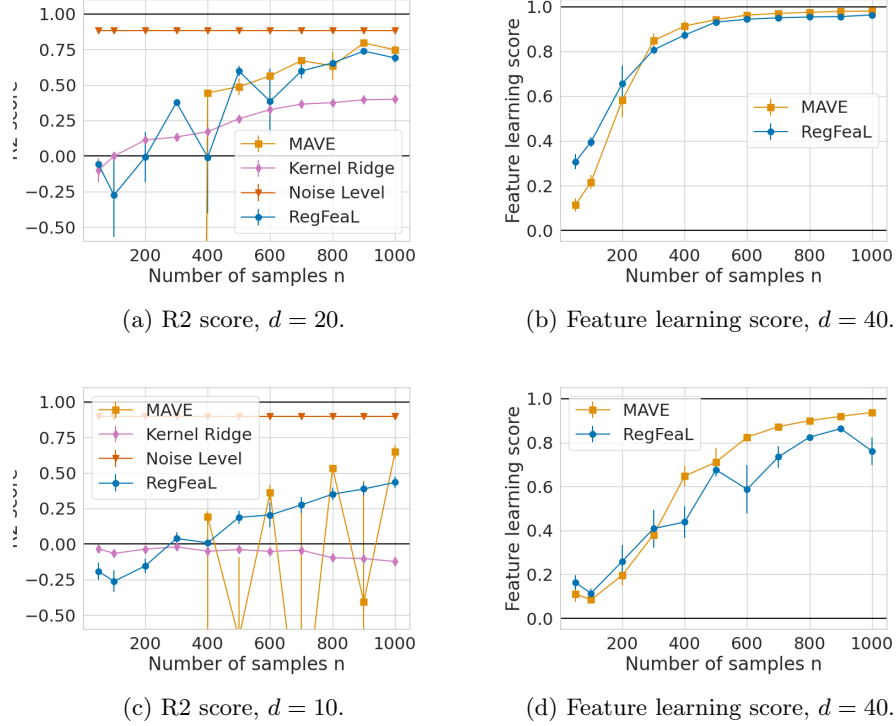 1.00
0.75
0.50
0.25
0.00
−0.25
−0.50
R2 score
MAVE
Kernel Ridge
Noise Level
RegFeaL
200 400 600 800 1000
Number of samples n
(a) R2 score, d = 20.
1.0
0.8
0.6
0.4
0.2
0.0
Feature learning score
MAVE
RegFeaL
200 400 600 800 1000
Number of samples n
(b) Feature learning score, d = 40.
1.00
0.75
0.50
0.25
0.00
−0.25
−0.50
R2 score
MAVE
Kernel Ridge
Noise Level
RegFeaL
200 400 600 800 1000
Number of samples n
(c) R2 score, d = 10.
1.0
0.8
0.6
0.4
0.2
0.0
Feature learning score
MAVE
RegFeaL
200 400 600 800 1000
Number of samples n
(d) Feature learning score, d = 40.